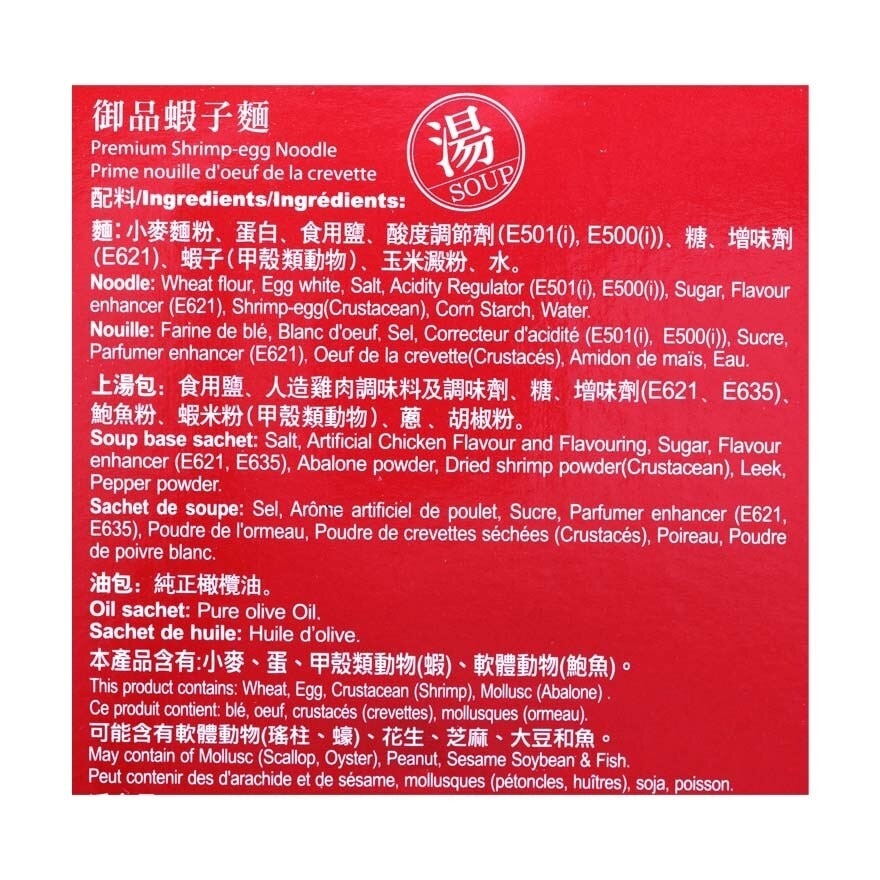 御品蝦子麵
Premium Shrimp-egg Noodle
Prime nouille d'oeuf de la crevette
湯
SOUP
配料/Ingredients/Ingrédients:
麵:小麥麵粉、蛋白、食用鹽、酸度調節劑(E501(i), E500(i))、糖、增味劑
(E621)、蝦子(甲殼類動物)、玉米澱粉、水。
Noodle: Wheat flour, Egg white, Salt, Acidity Regulator (E501(i), E500(i)), Sugar, Flavour
enhancer (E621), Shrimp-egg(Crustacean), Corn Starch, Water.
Nouille: Farine de blé, Blanc d'oeuf, Sel, Correcteur d'acidité (E501(i), E500(i)), Sucre,
Parfumer enhancer (E621), Oeuf de la crevette(Crustacés), Amidon de maïs, Eau.
上湯包：食用鹽、人造雞肉調味料及調味劑、糖、增味劑(E621、E635)、
鮑魚粉、蝦米粉(甲殼類動物)、蔥、胡椒粉。
Soup base sachet: Salt, Artificial Chicken Flavour and Flavouring, Sugar, Flavour
enhancer (E621, E635), Abalone powder, Dried shrimp powder(Crustacean), Leek,
Pepper powder.
Sachet de soupe: Sel, Arôme artificiel de poulet, Sucre, Parfumer enhancer (E621,
E635), Poudre de l'ormeau, Poudre de crevettes séchées (Crustacés), Poireau, Poudre
de poivre blanc.
油包：純正橄欖油。
Oil sachet: Pure olive Oil.
Sachet de huile: Huile d'olive.
本產品含有:小麥、蛋、甲殼類動物(蝦)、軟體動物(鮑魚)。
This product contains: Wheat, Egg, Crustacean (Shrimp), Mollusc (Abalone) .
Ce produit contient: blé, oeuf, crustacés (crevettes), mollusques (ormeau).
可能含有軟體動物(瑤柱、蠔)、花生、芝麻、大豆和魚。
May contain of Mollusc (Scallop, Oyster), Peanut, Sesame Soybean & Fish.
Peut contenir des d'arachide et de sésame, mollusques (pétoncles, huîtres), soja, poisson.